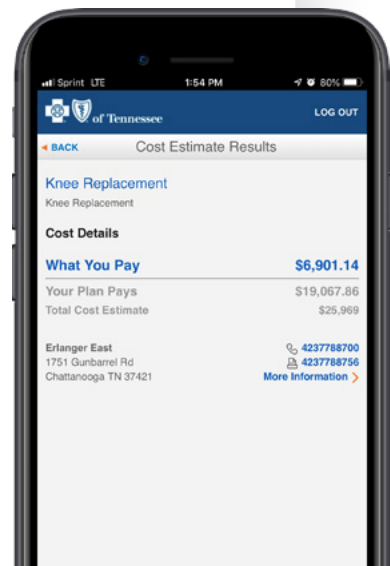 Sprint LTE 1:54 PM 80%
of Tennessee LOG OUT
BACK Cost Estimate Results
Knee Replacement
Knee Replacement
Cost Details
What You Pay $6,901.14
Your Plan Pays $19,067.86
Total Cost Estimate $25,969
Erlanger East 4237788700
1751 Gunbarrel Rd 4237788756
Chattanooga TN 37421 More Information >